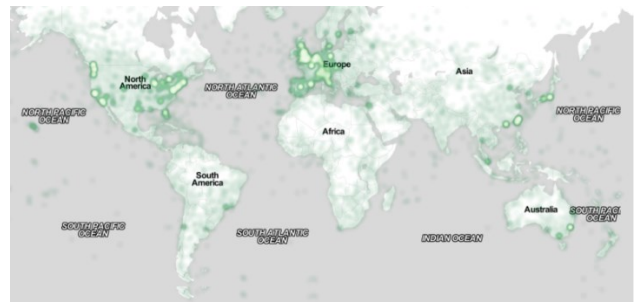 Europe
Asia
North
America
NORTH ATLANTIC
OCEAN
NORTH PACIFIC
OCEAN
NORTH PACIFIC
OCEAN
Africa
South
America
Australia
SOUTH PACI
OCEAN
SOUTH PACIFIC
OCEAN
SOUTH ATLANTIC
OCEAN
INDIAN OCEAN